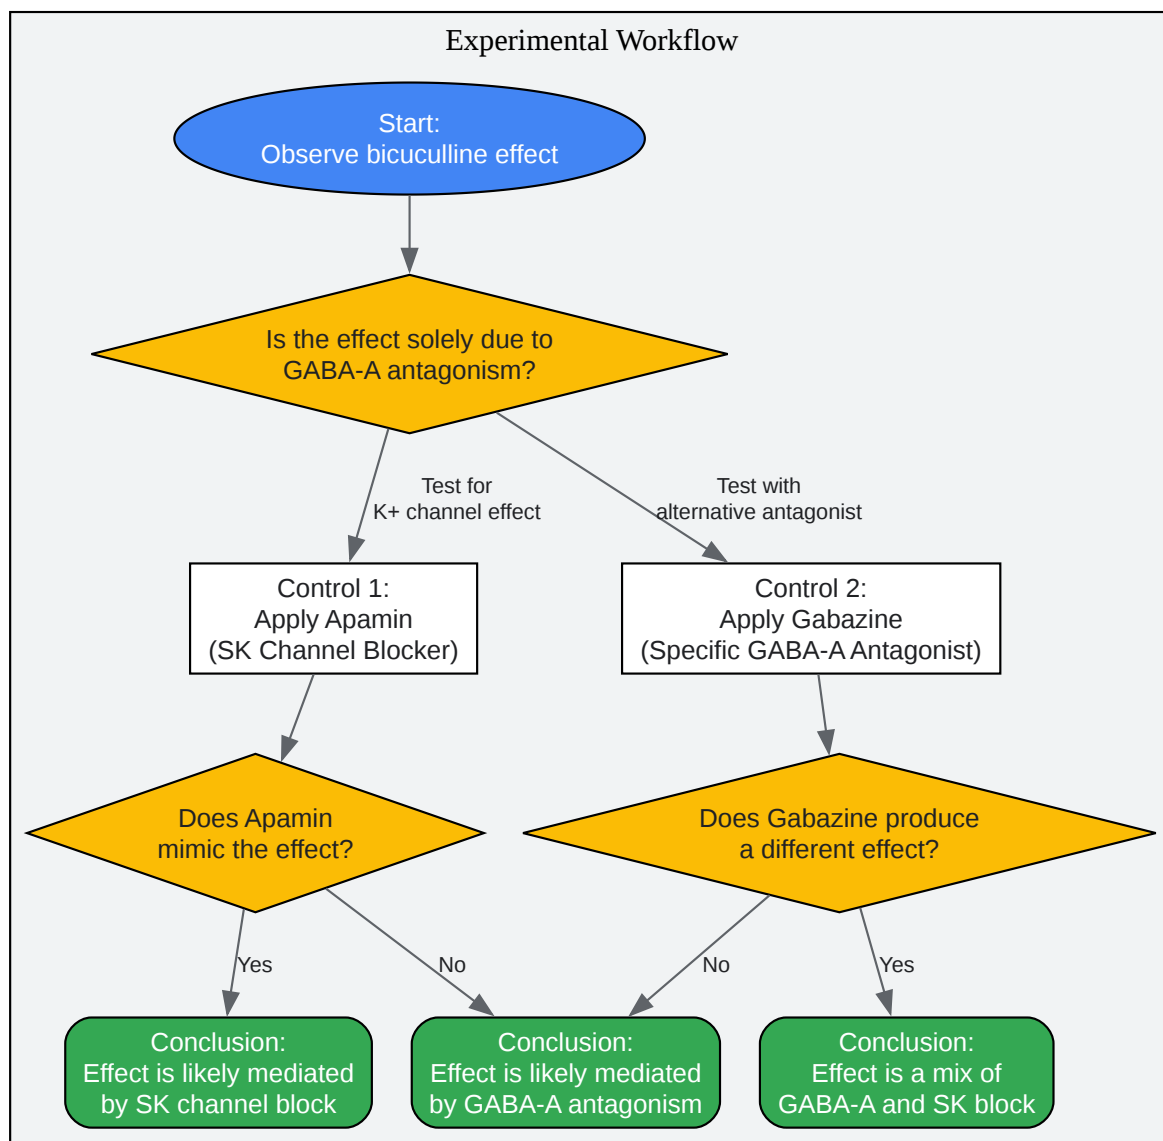 Experimental Workflow
Start:
Observe bicuculline effect
Is the effect solely due to
GABA-A antagonism?
Test for
K+ channel effect
Test with
alternative antagonist
Control 1:
Apply Apamin
(SK Channel Blocker)
Control 2:
Apply Gabazine
(Specific GABA-A Antagonist)
Does Apamin
mimic the effect?
Does Gabazine produce
a different effect?
Yes
No
No
Yes
Conclusion:
Effect is likely mediated
by SK channel block
Conclusion:
Effect is likely mediated
by GABA-A antagonism
Conclusion:
Effect is a mix of
GABA-A and SK block